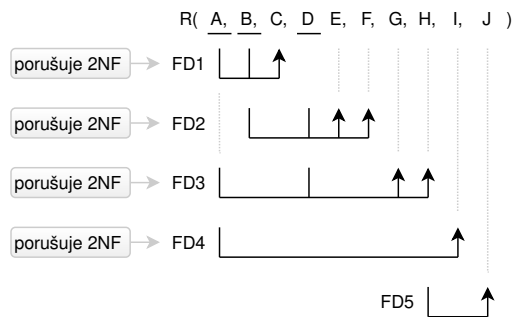 R( A, B, C, D E, F, G, H, I, J )
porušuje 2NF FD1
porušuje 2NF FD2
porušuje 2NF FD3
porušuje 2NF FD4
FD5